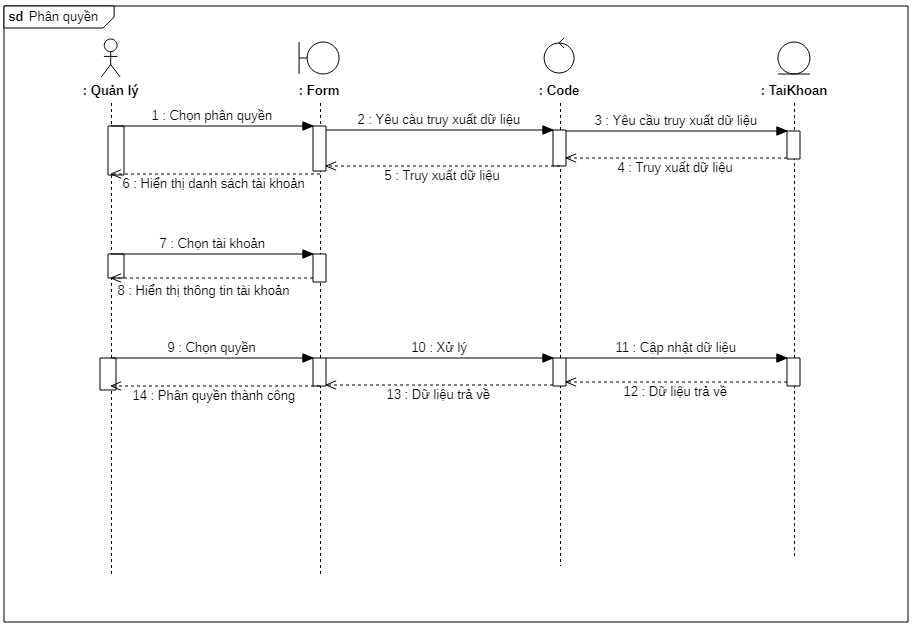 sd Phân quyền
: Quản lý
: Form
: Code
: TaiKhoan
1 : Chọn phân quyền
2 : Yêu càu truy xuất dữ liệu
3 : Yêu cầu truy xuất dữ liệu
4 : Truy xuất dữ liệu
5 : Truy xuất dữ liệu
6 : Hiển thị danh sách tài khoản
7 : Chọn tài khoản
8 : Hiển thị thông tin tài khoản
9 : Chọn quyền
10 : Xử lý
11 : Cập nhật dữ liệu
12 : Dữ liệu trả về
13 : Dữ liệu trả về
14 : Phân quyền thành công